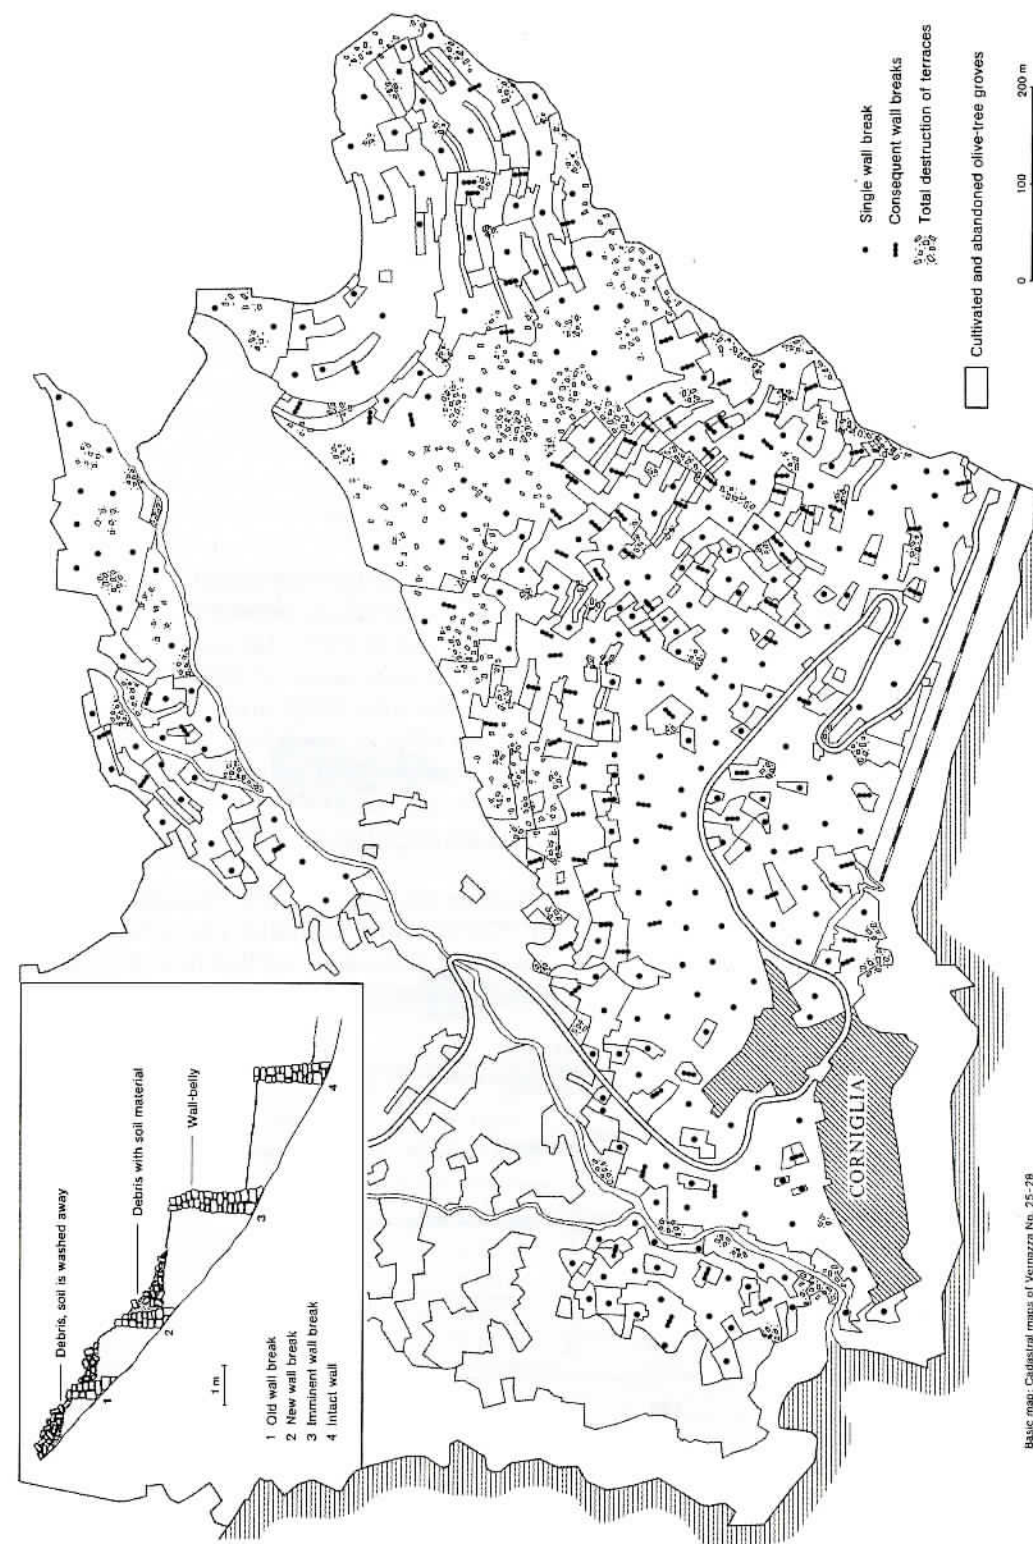 Debris, soil is washed away
Debris with soil material
Wall-belly
1
2
3
4
1 m
1 Old wall break
2 New wall break
3 Imminent wall break
4 Intact wall
CORNIGLIA
Single wall break
Consequent wall breaks
Total destruction of terraces
Cultivated and abandoned olive-tree groves
0 100 200 m
Basic map: Cadastral maps of Vernazza No. 25-28